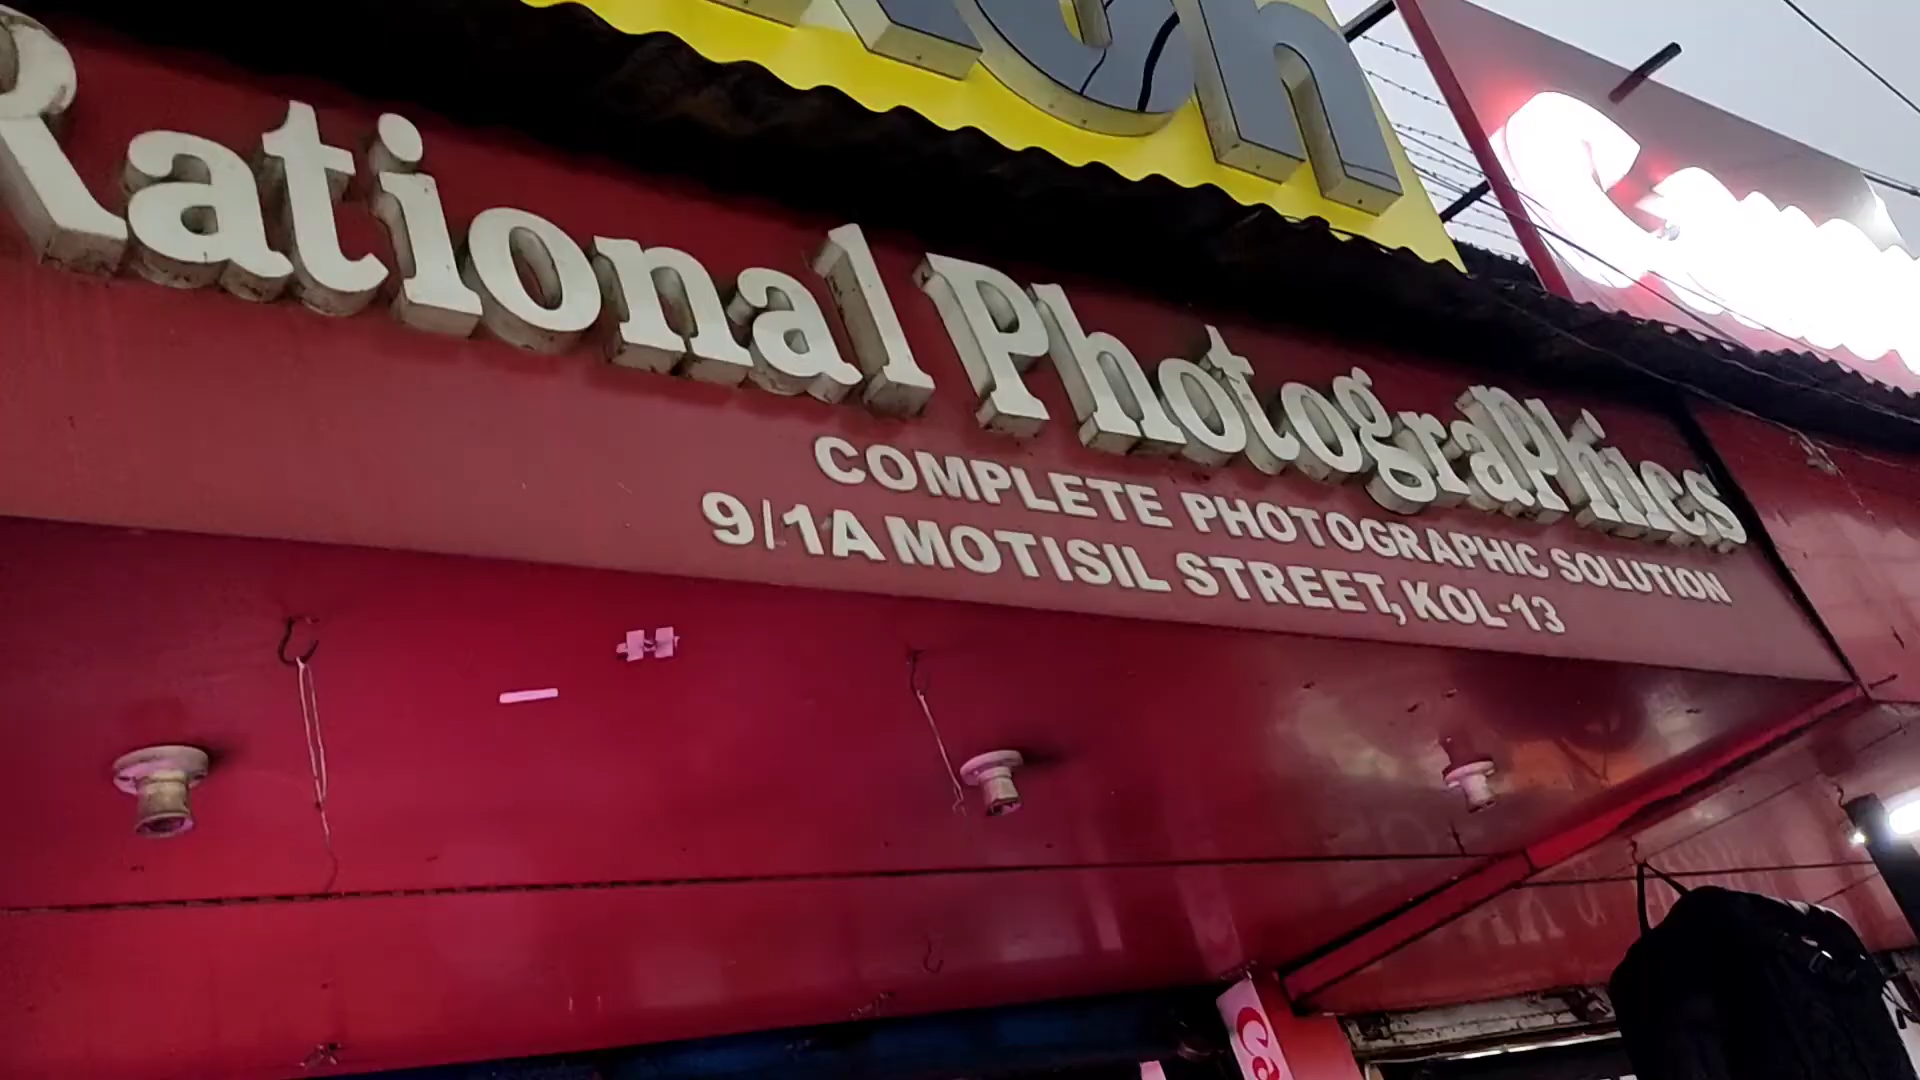 Rational PhotograPhics
COMPLETE PHOTOGRAPHIC SOLUTION
9/1A MOTISIL STREET, KOL-13